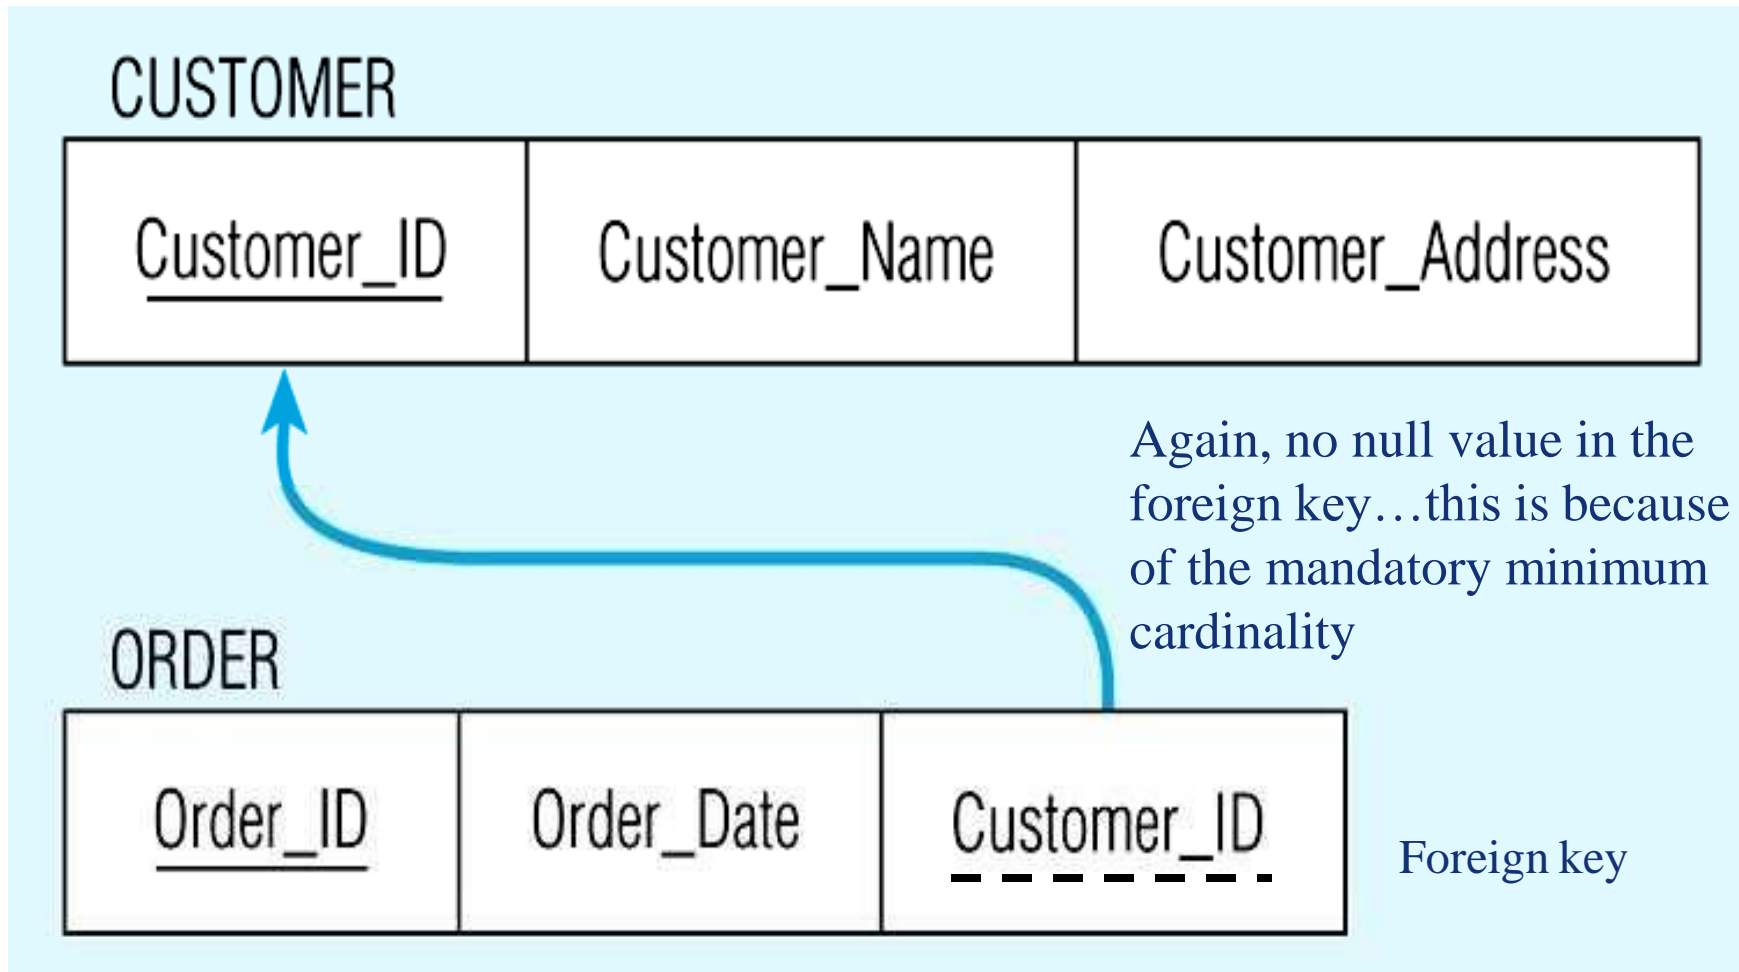 CUSTOMER
Customer_ID Customer_Name Customer_Address
Again, no null value in the
foreign key…this is because
of the mandatory minimum
cardinality
ORDER
Order_ID Order_Date Customer_ID
Foreign key